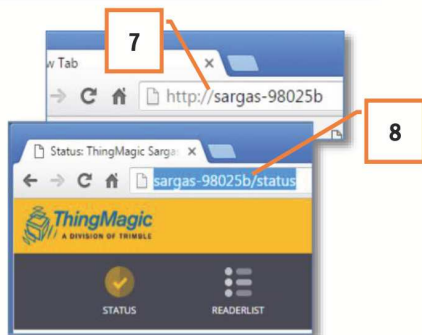 7
w Tab
http://sargas-98025b
8
Status: ThingMagic Sarga
sargas-98025b/status
ThingMagic
A DIVISION OF TRIMBLE
STATUS
READERLIST